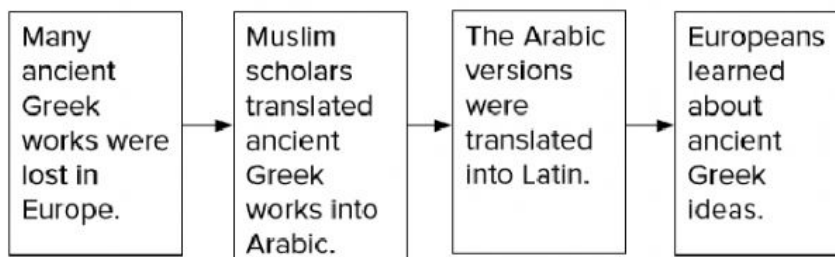 Many
ancient
Greek
works were
lost in
Europe.
Muslim
scholars
translated
ancient
Greek
works into
Arabic.
The Arabic
versions
were
translated
into Latin.
Europeans
learned
about
ancient
Greek
ideas.